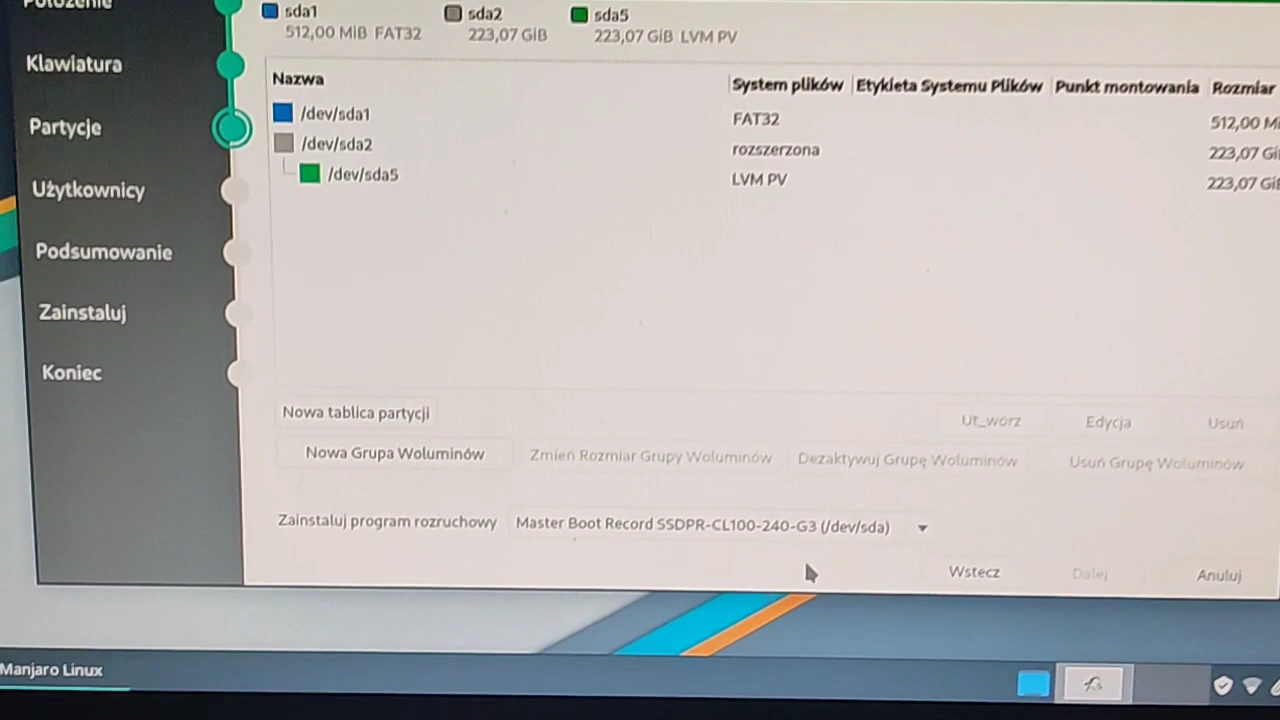 Położenie
sda1
sda2
sda5
512,00 MiB FAT32
223,07 GiB
223,07 GiB LVM PV
Klawiatura
Partycje
Użytkownicy
Podsumowanie
Zainstaluj
Koniec
Nazwa
System plików
Etykieta Systemu Plików
Punkt montowania
Rozmiar
/dev/sda1
FAT32
512,00 Mi
/dev/sda2
rozszerzona
223,07 Gi
/dev/sda5
LVM PV
223,07 Gi
Nowa tablica partycji
Ut_wórz
Edycja
Usuń
Nowa Grupa Woluminów
Zmień Rozmiar Grupy Woluminów
Dezaktywuj Grupę Woluminów
Usuń Grupę Woluminów
Zainstaluj program rozruchowy
Master Boot Record SSDPR-CL100-240-G3 (/dev/sda)
Wstecz
Dalej
Anuluj
Manjaro Linux